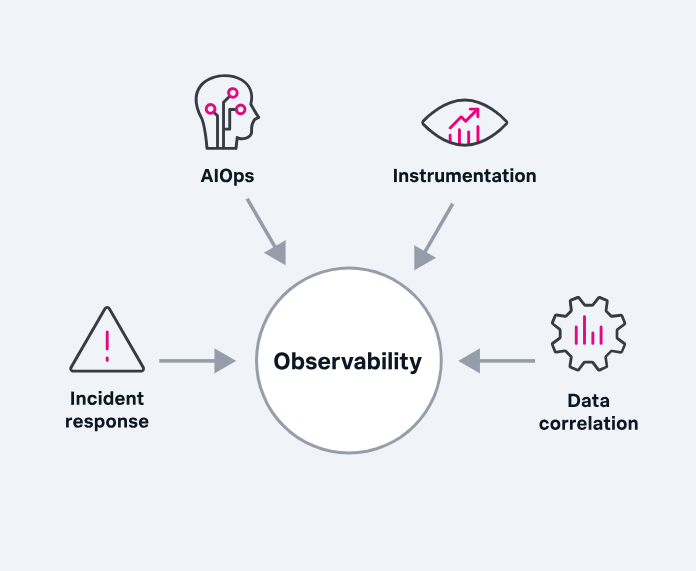 AIOps
Instrumentation
Observability
Incident
response
Data
correlation